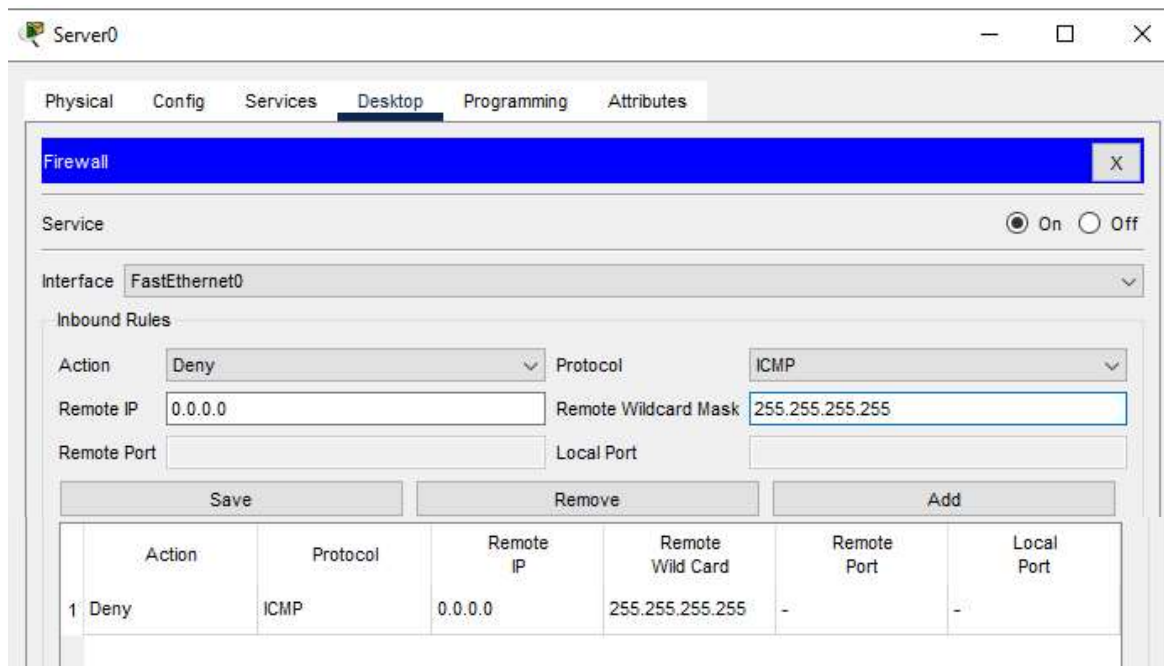 Server0
Physical Config Services Desktop Programming Attributes
Firewall X
Service On Off
Interface FastEthernet0
Inbound Rules
Action Deny Protocol ICMP
Remote IP 0.0.0.0 Remote Wildcard Mask 255.255.255.255
Remote Port Local Port
Save Remove Add
Action Protocol Remote IP Remote Wild Card Remote Port Local Port
1 Deny ICMP 0.0.0.0 255.255.255.255 - -